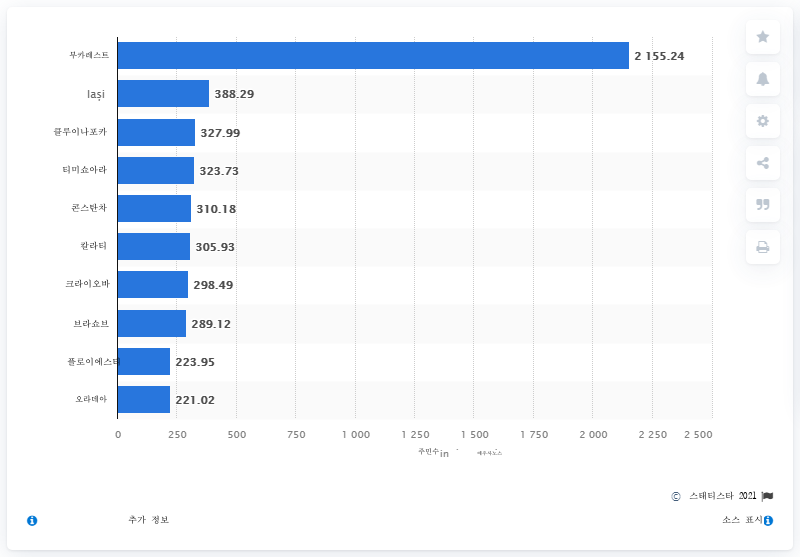 부카레스트 2 155.24
Iași 388.29
클루이나포카 327.99
티미쇼아라 323.73
콘스탄차 310.18
칼라티 305.93
크라이오바 298.49
브라쇼브 289.12
플로이에스테 223.95
오라데아 221.02
0 250 500 750 1 000 1 250 1 500 1 750 2 000 2 250 2 500
주민수 in
© 스태티스타 2021
추가 정보 소스 표시